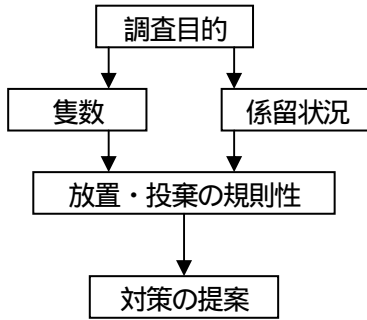 調査目的
隻数
係留状況
放置・投棄の規則性
対策の提案